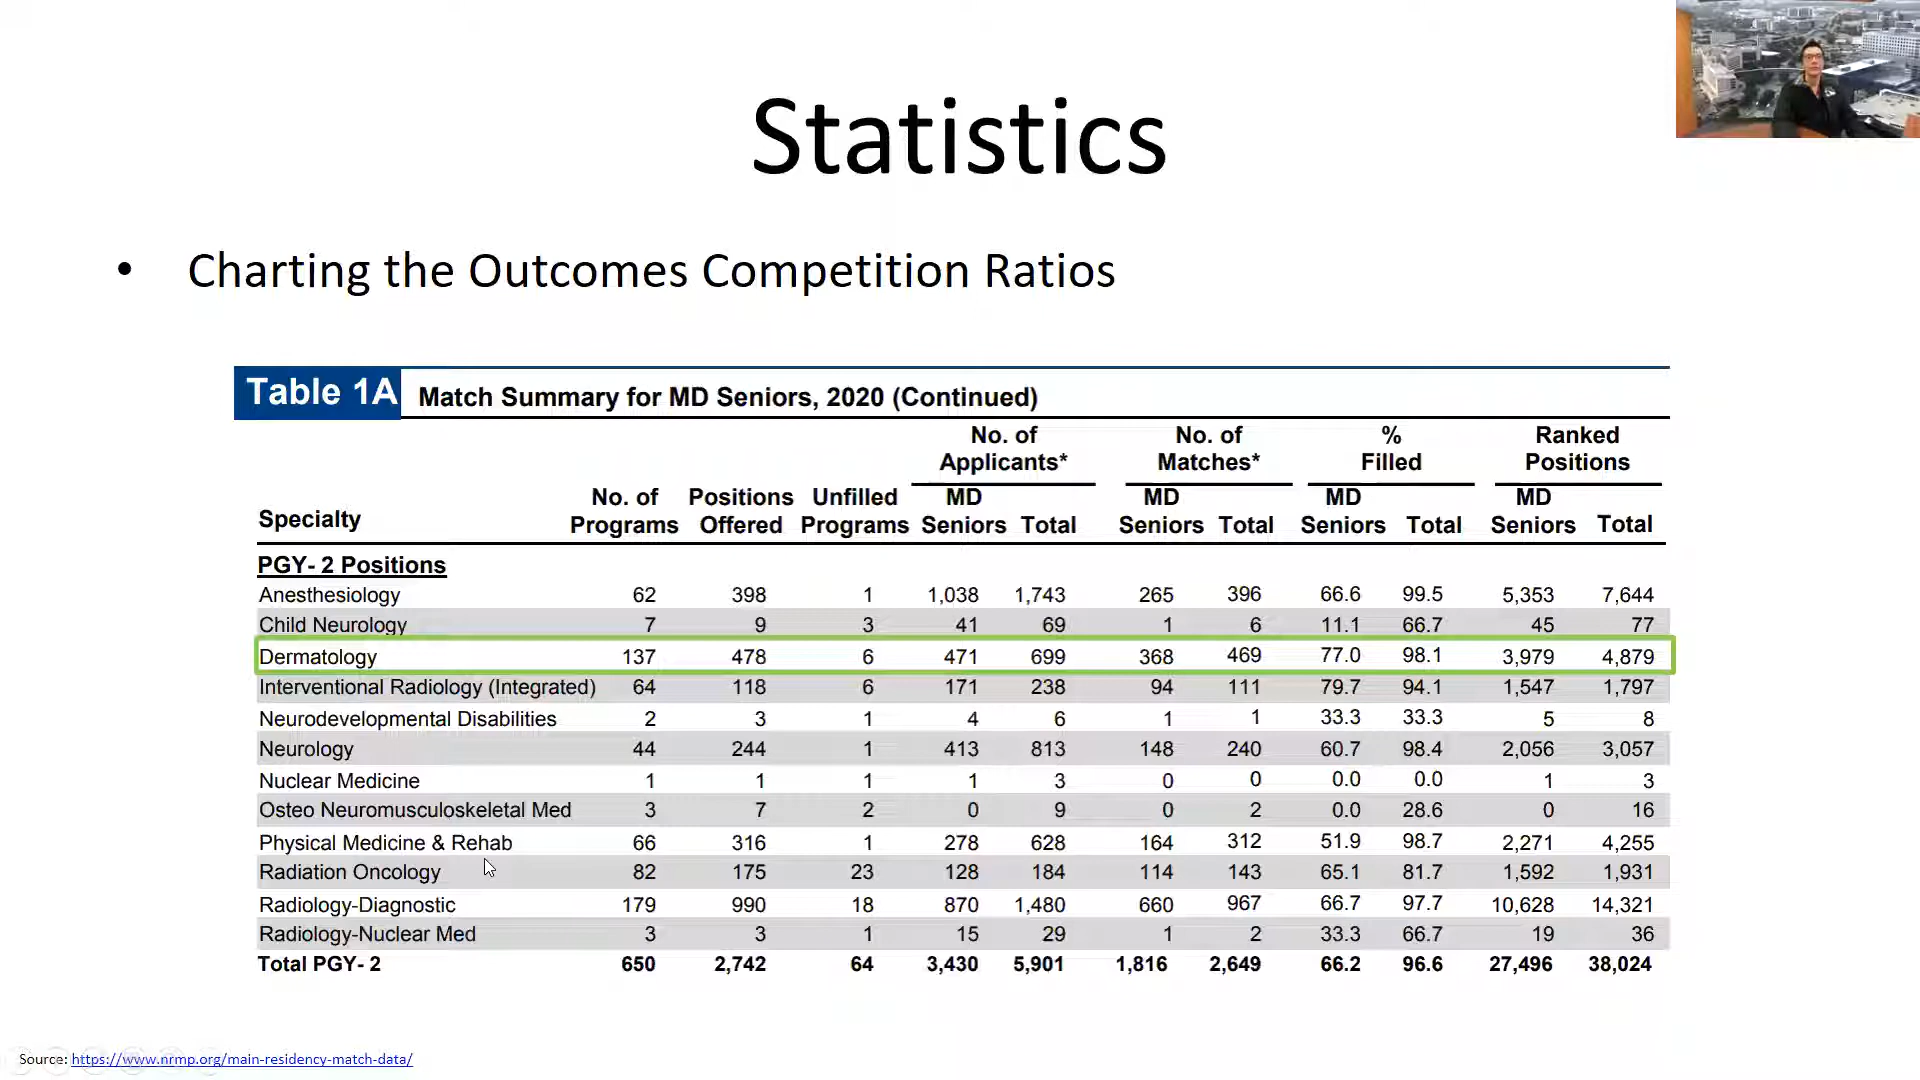 Statistics
• Charting the Outcomes Competition Ratios
Table 1A Match Summary for MD Seniors, 2020 (Continued)
No. of No. of % Ranked
Applicants* Matches* Filled Positions
No. of Positions Unfilled MD MD MD MD
Specialty Programs Offered Programs Seniors Total Seniors Total Seniors Total Seniors Total
PGY- 2 Positions
Anesthesiology 62 398 1 1,038 1,743 265 396 66.6 99.5 5,353 7,644
Child Neurology 7 9 3 41 69 1 6 11.1 66.7 45 77
Dermatology 137 478 6 471 699 368 469 77.0 98.1 3,979 4,879
Interventional Radiology (Integrated) 64 118 6 171 238 94 111 79.7 94.1 1,547 1,797
Neurodevelopmental Disabilities 2 3 1 4 6 1 1 33.3 33.3 5 8
Neurology 44 244 1 413 813 148 240 60.7 98.4 2,056 3,057
Nuclear Medicine 1 1 1 1 3 0 0 0.0 0.0 1 3
Osteo Neuromusculoskeletal Med 3 7 2 0 9 0 2 0.0 28.6 0 16
Physical Medicine & Rehab 66 316 1 278 628 164 312 51.9 98.7 2,271 4,255
Radiation Oncology 82 175 23 128 184 114 143 65.1 81.7 1,592 1,931
Radiology-Diagnostic 179 990 18 870 1,480 660 967 66.7 97.7 10,628 14,321
Radiology-Nuclear Med 3 3 1 15 29 1 2 33.3 66.7 19 36
Total PGY- 2 650 2,742 64 3,430 5,901 1,816 2,649 66.2 96.6 27,496 38,024
Source: https://www.nrmp.org/main-residency-match-data/